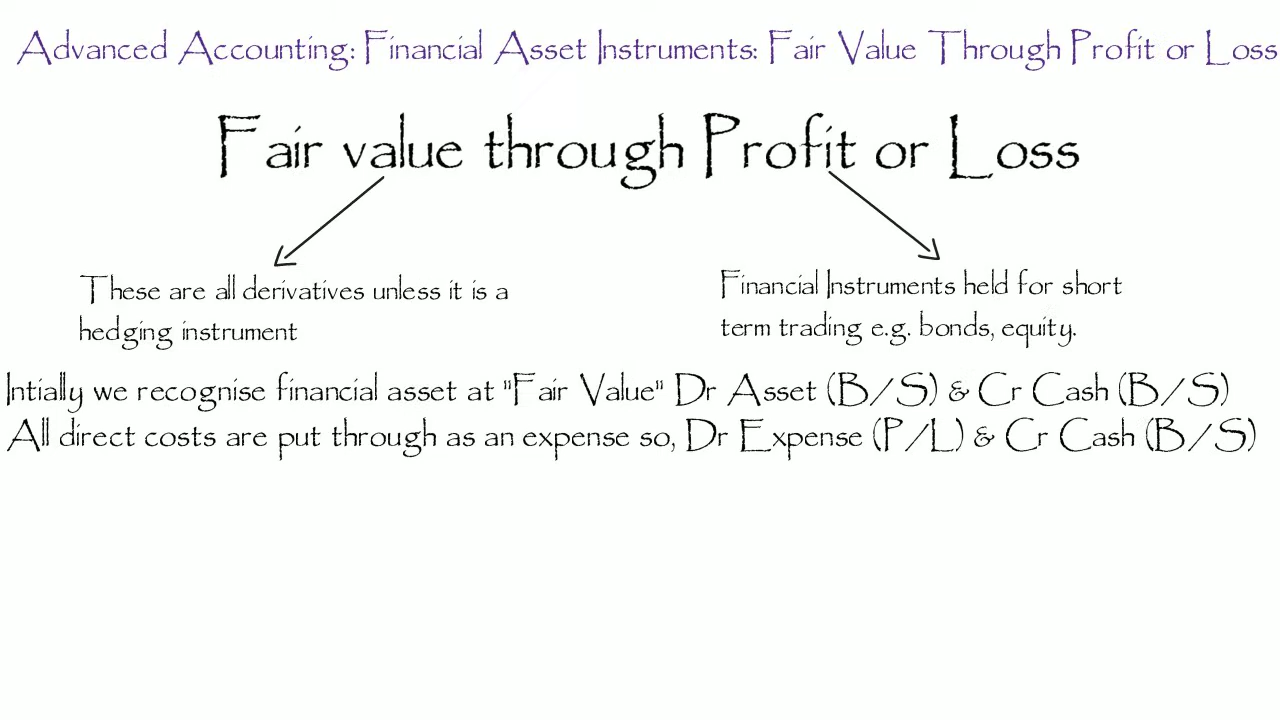 Advanced Accounting: Financial Asset Instruments: Fair Value Through Profit or Loss
Fair value through Profit or Loss
These are all derivatives unless it is a
hedging instrument
Financial Instruments held for short
term trading e.g. bonds, equity.
Intially we recognise financial asset at "Fair Value" Dr Asset (B/S) & Cr Cash (B/S)
All direct costs are put through as an expense so, Dr Expense (P/L) & Cr Cash (B/S)